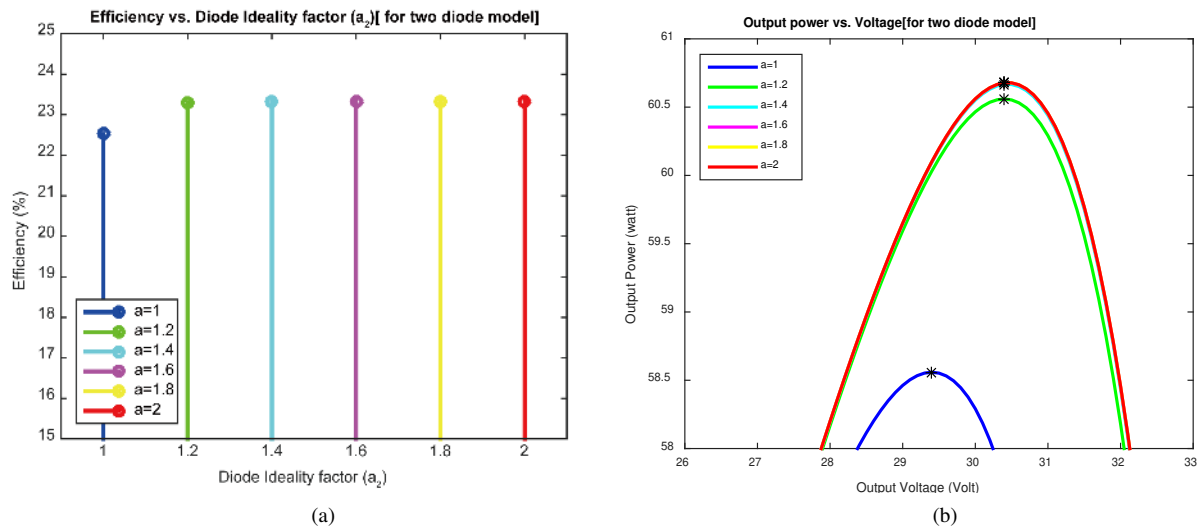 Efficiency vs. Diode Ideality factor (a2)[ for two diode model]
25
24
23
22
21
20
19
18
17
16
15
Efficiency (%)
a=1
a=1.2
a=1.4
a=1.6
a=1.8
a=2
1 1.2 1.4 1.6 1.8 2
Diode Ideality factor (a2)
(a)
Output power vs. Voltage[for two diode model]
61
60.5
60
59.5
59
58.5
58
Output Power (watt)
a=1
a=1.2
a=1.4
a=1.6
a=1.8
a=2
26 27 28 29 30 31 32 33
Output Voltage (Volt)
(b)